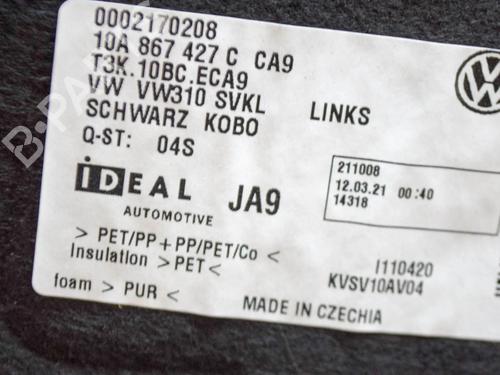 0002170208
10A 867 427 C CA9
T3K.10BC.ECA9
VW VW310 SVKL LINKS
SCHWARZ KOBO
Q-ST: 04S
iDEAL JA9
AUTOMOTIVE
211008
12.03.21 00:40
14318
> PET/PP + PP/PET/Co <
Insulation > PET <
foam > PUR <
I110420
KVSV10AV04
MADE IN CZECHIA
B-PARTS